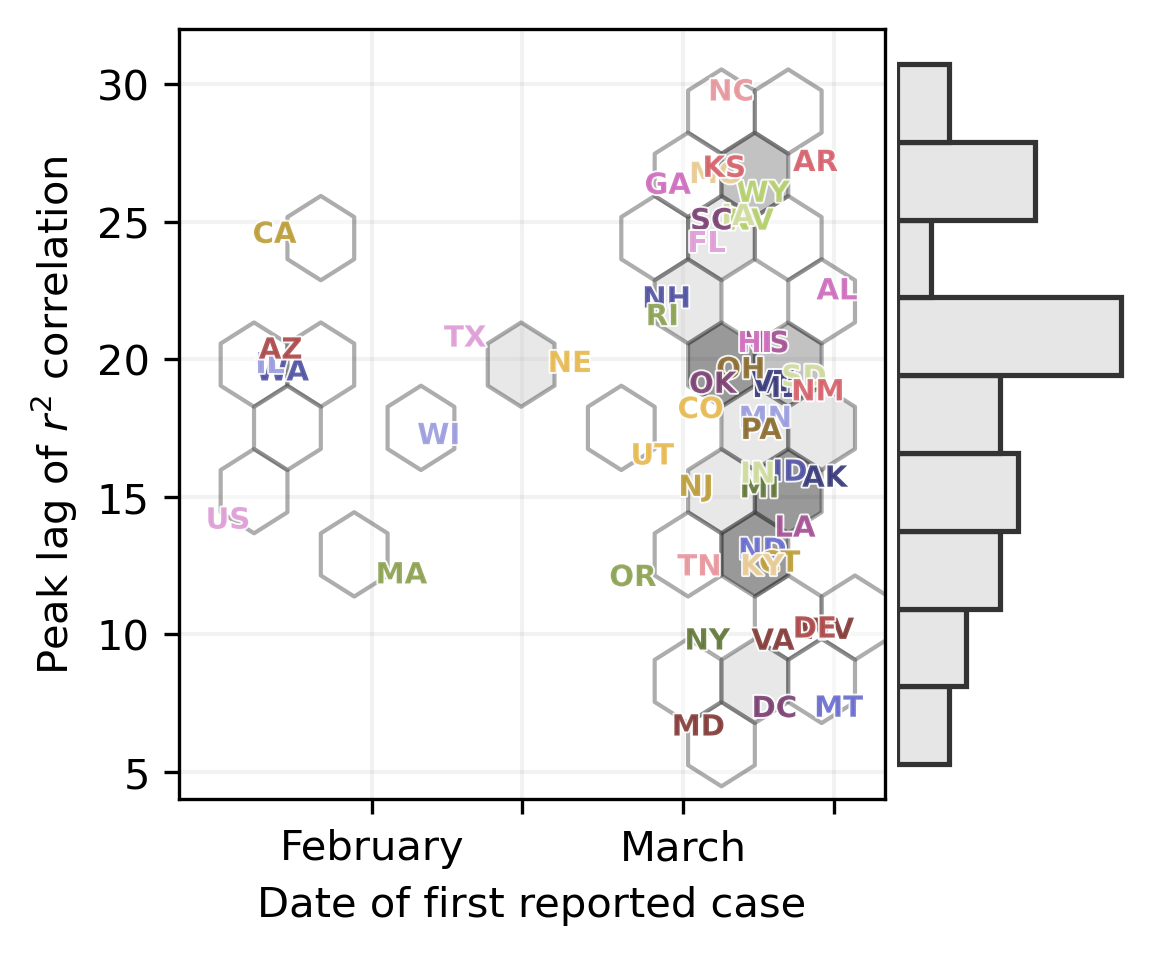 30
25
20
15
10
5
Peak lag of r² correlation
NC
AR
KS
GA
WY
SC
FL
CA
NH
RI
AL
TX
NE
AZ
IL
WA
HI
OH
OK
SD
NM
CO
MN
PA
WI
UT
NJ
IN
MI
ID
AK
US
LA
MA
OR
TN
ND
KY
NY
VA
DE
DC
MT
MD
February
March
Date of first reported case